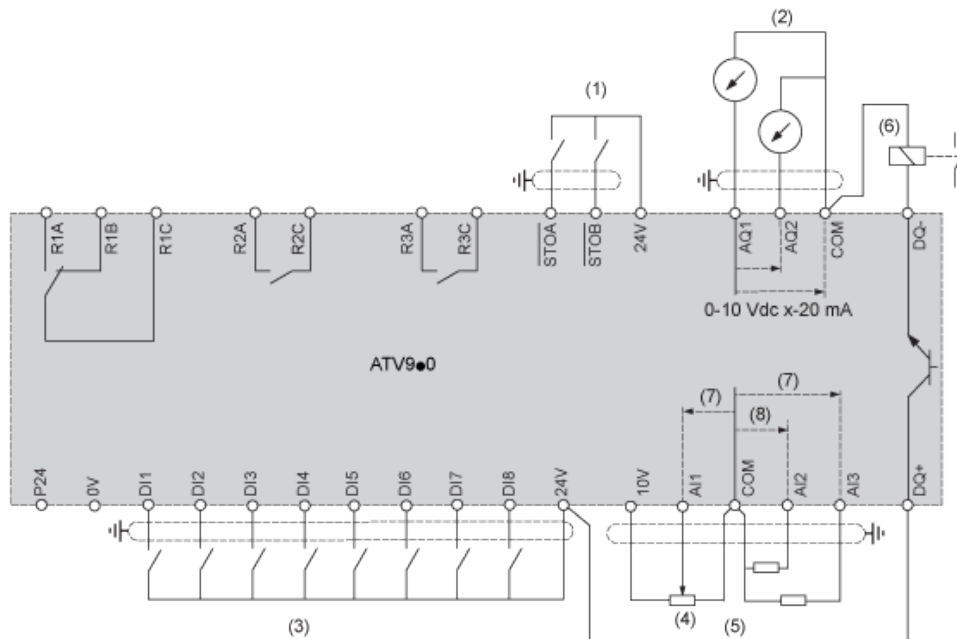 (2)
(1)
(6)
R1A R1B R1C R2A R2C R3A R3C STOA STOB 24V AQ1 AQ2 COM DQ-
0-10 Vdc x-20 mA
ATV9●0
(7) (7)
(8)
P24 0V DI1 DI2 DI3 DI4 DI5 DI6 DI7 DI8 24V 10V AI1 COM AI2 AI3 DQ+
(3) (4) (5)